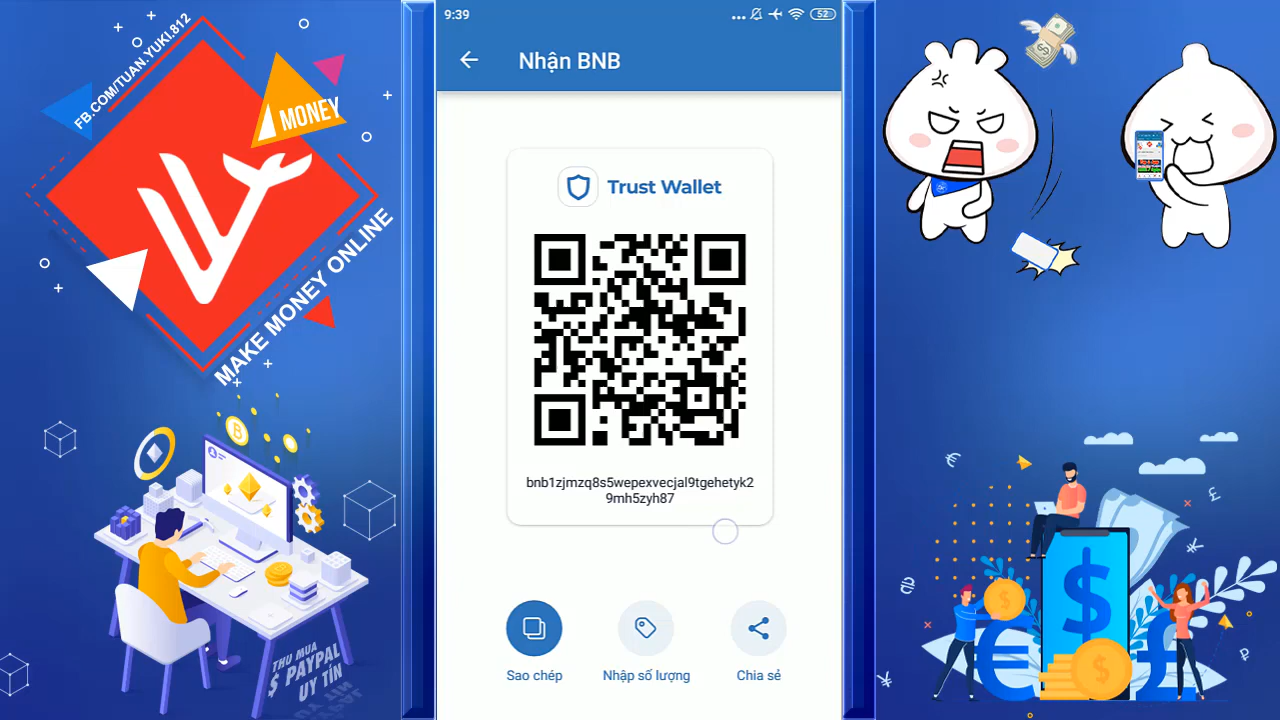 FB.COM/TUAN.YUKI.812
MONEY
MAKE MONEY ONLINE
THU MUA
$ PAYPAL
UY TÍN
9:39
52
Nhận BNB
Trust Wallet
bnb1zjmzq8s5wepexvecjal9tgehetyk2
9mh5zyh87
Sao chép
Nhập số lượng
Chia sẻ